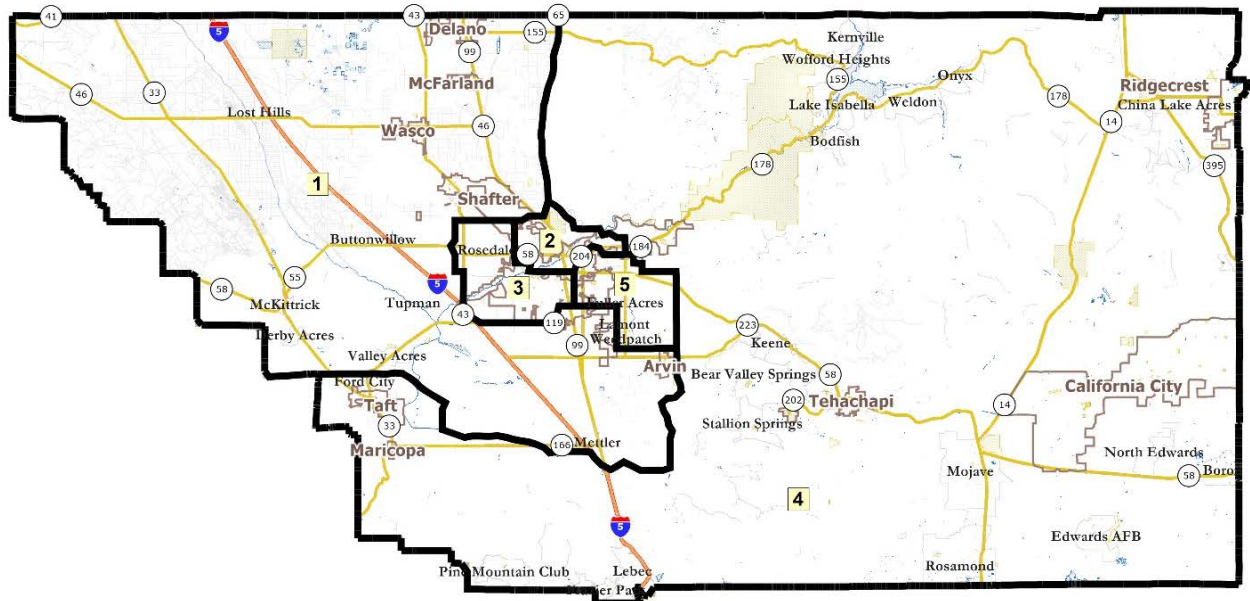 41
5
43
65
Delano
155
99
Kernville
Wofford Heights
155
Onyx
McFarland
46
33
Lost Hills
Wasco
46
Lake Isabella
Weldon
178
Ridgecrest
China Lake Acres
14
Bodfish
178
395
1
Shafter
Buttonwillow
Rosedale
2
58
204
184
55
58
McKittrick
Tupman
5
3
5
Fuller Acres
43
119
Lamont
Weedpatch
223
Keene
Derby Acres
Valley Acres
99
Arvin
Bear Valley Springs
58
Ford City
Taft
33
202
Tehachapi
Stallion Springs
14
California City
Maricopa
166
Mettler
Mojave
North Edwards
58
Boron
4
5
Edwards AFB
Pine Mountain Club
Lebec
Rosamond
Frazier Park